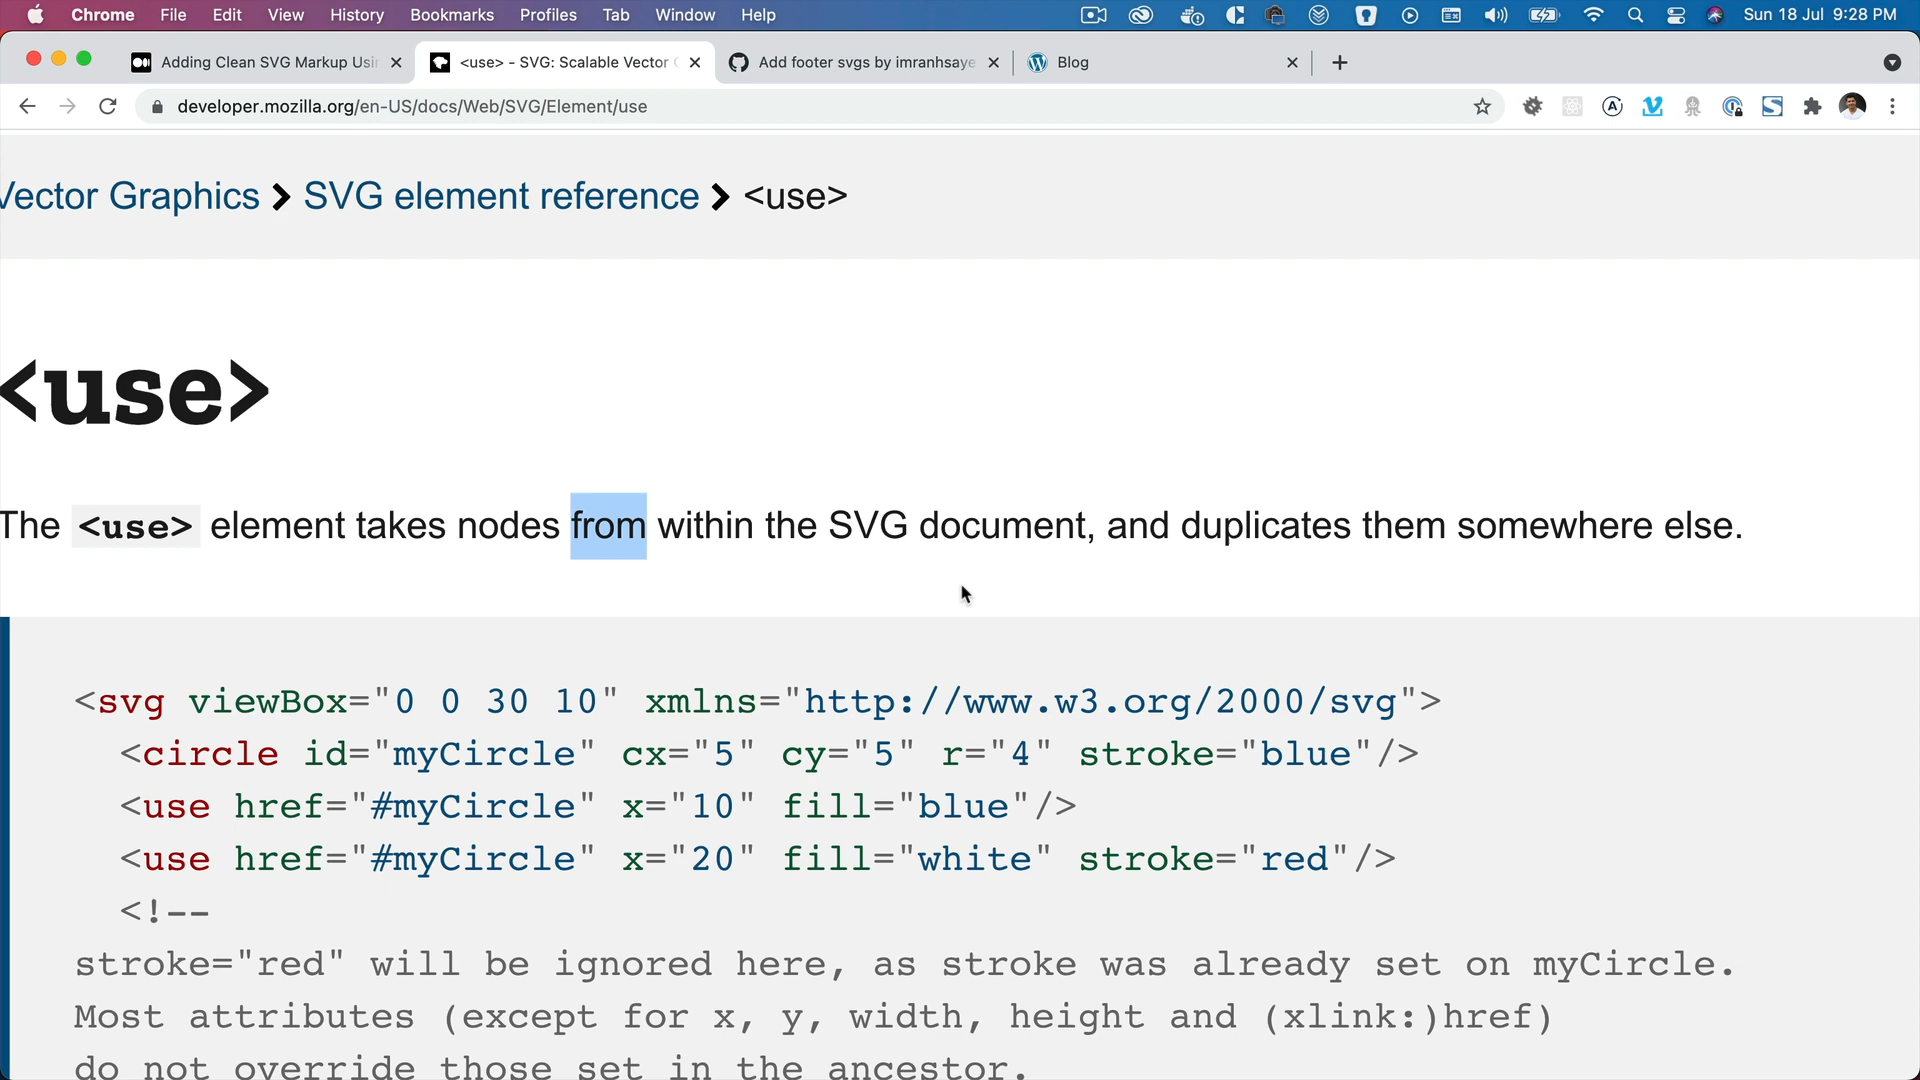 Chrome File Edit View History Bookmarks Profiles Tab Window Help Sun 18 Jul 9:28 PM
Adding Clean SVG Markup Usin <use> - SVG: Scalable Vector G Add footer svgs by imranhsaye Blog
developer.mozilla.org/en-US/docs/Web/SVG/Element/use
Vector Graphics > SVG element reference > <use>
<use>
The <use> element takes nodes from within the SVG document, and duplicates them somewhere else.
<svg viewBox="0 0 30 10" xmlns="http://www.w3.org/2000/svg">
<circle id="myCircle" cx="5" cy="5" r="4" stroke="blue"/>
<use href="#myCircle" x="10" fill="blue"/>
<use href="#myCircle" x="20" fill="white" stroke="red"/>
<!--
stroke="red" will be ignored here, as stroke was already set on myCircle.
Most attributes (except for x, y, width, height and (xlink:)href)
do not override those set in the ancestor.